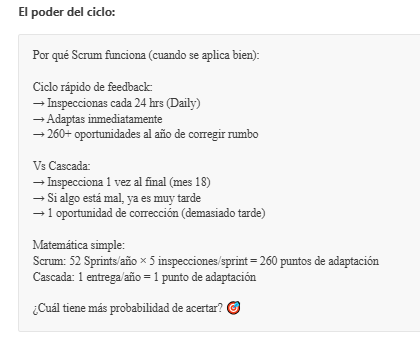 El poder del ciclo:
Por qué Scrum funciona (cuando se aplica bien):
Ciclo rápido de feedback:
→ Inspeccionas cada 24 hrs (Daily)
→ Adaptas inmediatamente
→ 260+ oportunidades al año de corregir rumbo
Vs Cascada:
→ Inspecciona 1 vez al final (mes 18)
→ Si algo está mal, ya es muy tarde
→ 1 oportunidad de corrección (demasiado tarde)
Matemática simple:
Scrum: 52 Sprints/año × 5 inspecciones/sprint = 260 puntos de adaptación
Cascada: 1 entrega/año = 1 punto de adaptación
¿Cuál tiene más probabilidad de acertar? 🎯